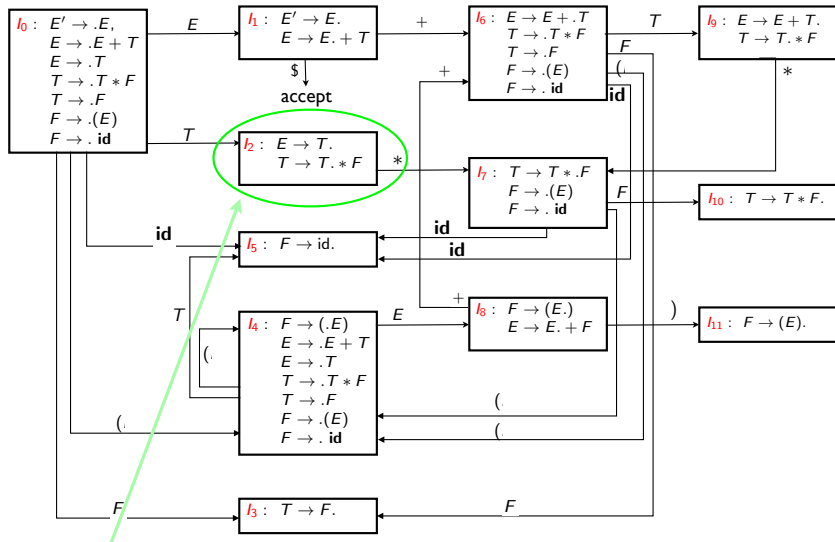 I₀ : E′ → .E,
E → .E + T
E → .T
T → .T ∗ F
T → .F
F → .(E)
F → . id
E
I₁ : E′ → E.
E → E. + T
+
$
accept
I₆ : E → E + .T
T → .T ∗ F
T → .F
F → .(E)
F → . id
T
F
(
id
+
I₉ : E → E + T.
T → T. ∗ F
∗
T
I₂ : E → T.
T → T. ∗ F
∗
I₇ : T → T ∗ .F
F → .(E)
F → . id
F
I₁₀ : T → T ∗ F.
id
id
id
I₅ : F → id.
T
(
I₄ : F → (.E)
E → .E + T
E → .T
T → .T ∗ F
T → .F
F → .(E)
F → . id
E
+
I₈ : F → (E.)
E → E. + F
)
I₁₁ : F → (E).
(
(
(
F
I₃ : T → F.
F